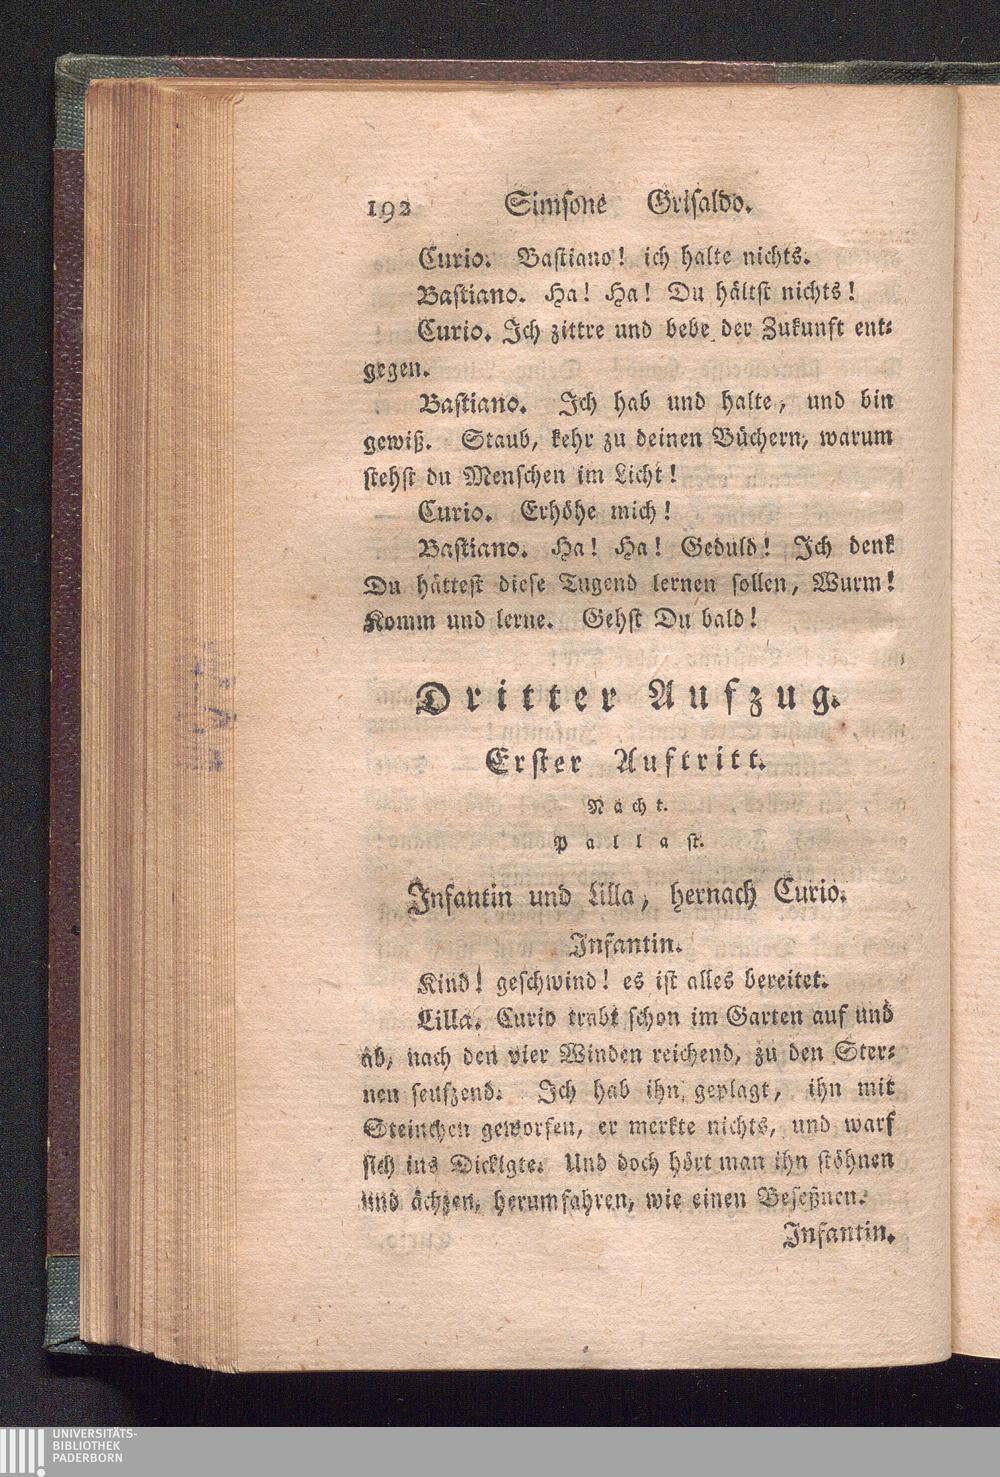 192 Simsone Grisaldo.
Curio. Bastiano! ich halte nichts.
Bastiano. Ha! Ha! Du hältst nichts!
Curio. Ich zittre und bebe der Zukunft ent-
gegen.
Bastiano. Ich hab und halte, und bin
gewiß. Staub, kehr zu deinen Büchern, warum
stehst du Menschen im Licht!
Curio. Erhöhe mich!
Bastiano. Ha! Ha! Geduld! Ich denk
Du hättest diese Tugend lernen sollen, Wurm!
Komm und lerne. Gehst Du bald!
Dritter Aufzug.
Erster Auftritt.
Nacht.
Pallast.
Infantin und Lilla, hernach Curio.
Infantin.
Kind! geschwind! es ist alles bereitet.
Lilla. Curio trabt schon im Garten auf und
ab, nach den vier Winden reichend, zu den Ster-
nen seufzend. Ich hab ihn geplagt, ihn mit
Steinchen geworfen, er merkte nichts, und warf
sich ins Dickigte. Und doch hört man ihn stöhnen
und ächzen, herumfahren, wie einen Beseßnen.
Infantin.
UNIVERSITÄTS-
BIBLIOTHEK
PADERBORN